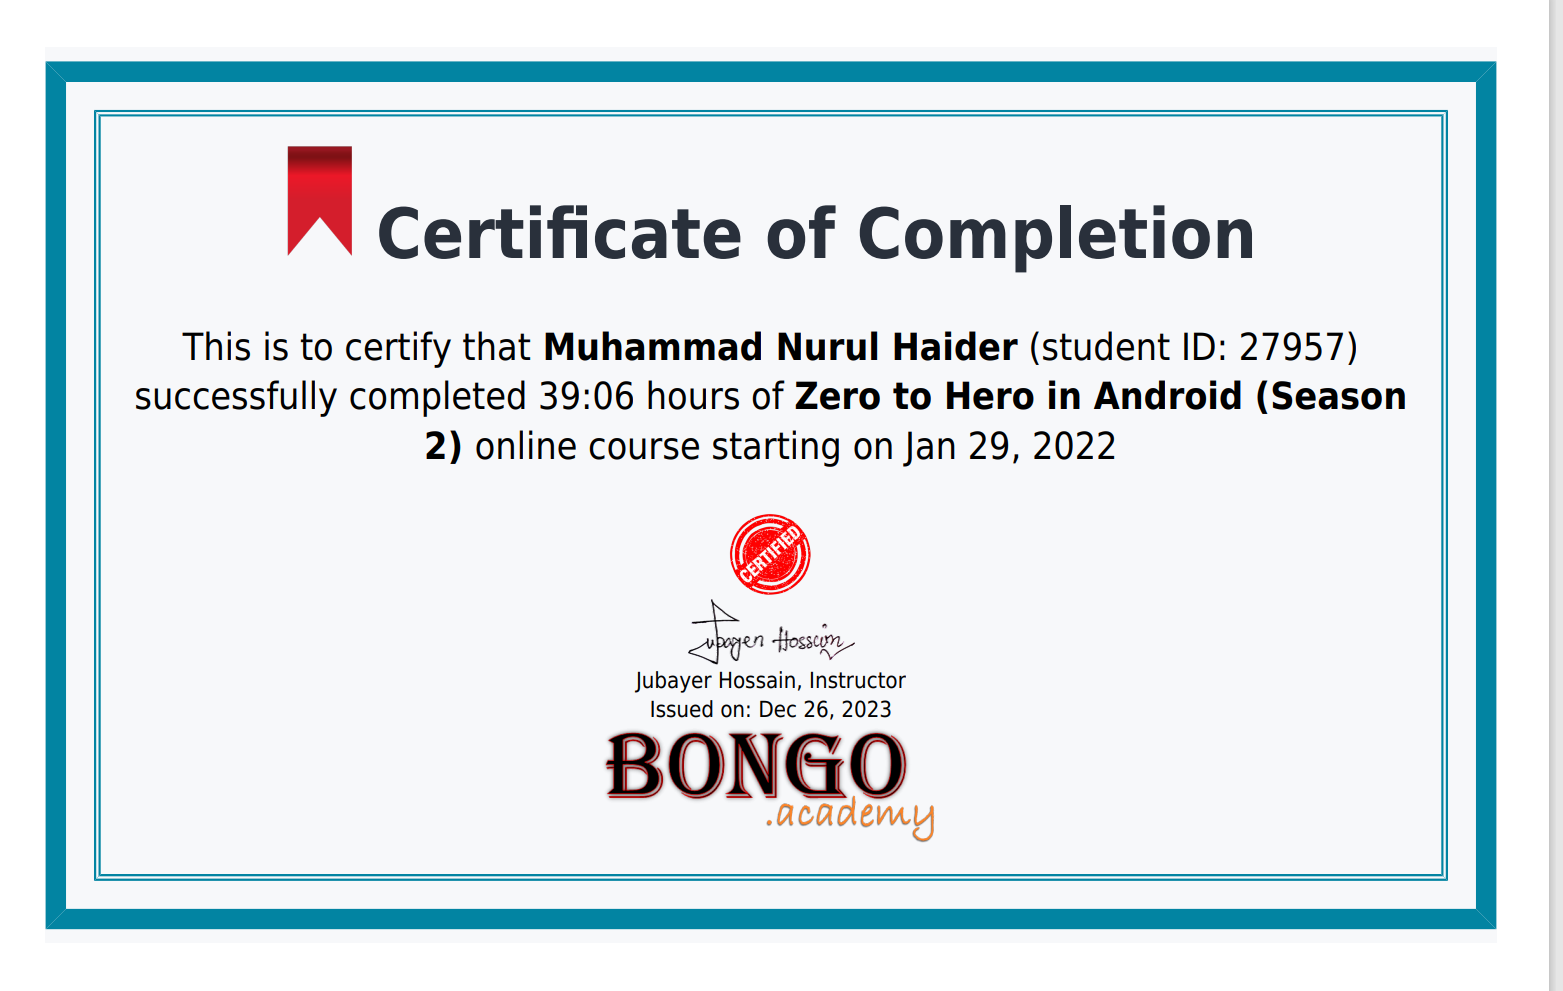 Certificate of Completion
This is to certify that Muhammad Nurul Haider (student ID: 27957)
successfully completed 39:06 hours of Zero to Hero in Android (Season
2) online course starting on Jan 29, 2022
CERTIFIED
Jubayer Hossain
Jubayer Hossain, Instructor
Issued on: Dec 26, 2023
BONGO
.academy